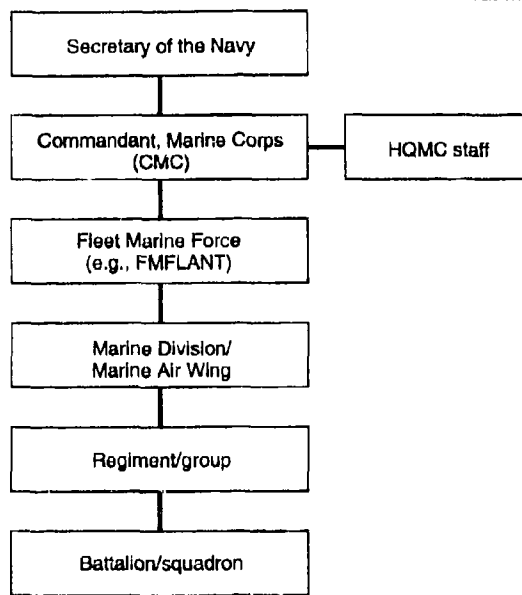 Secretary of the Navy
Commandant, Marine Corps
(CMC)
HQMC staff
Fleet Marine Force
(e.g., FMFLANT)
Marine Division/
Marine Air Wing
Regiment/group
Battalion/squadron